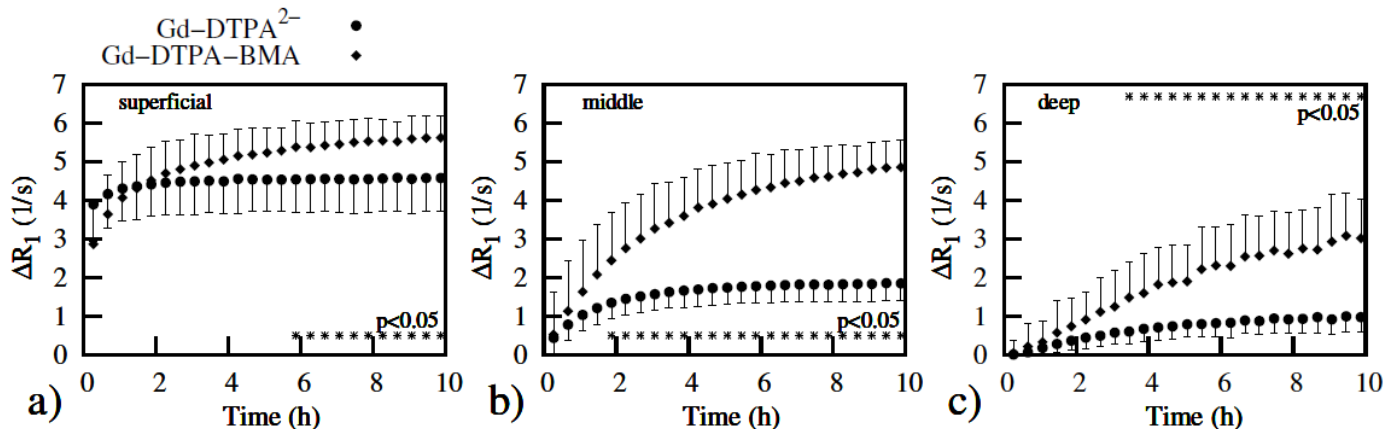 Gd−DTPA²− ●
Gd−DTPA−BMA ◆
7
6
5
4
3
2
1
0
ΔR₁ (1/s)
superficial
p<0.05
0 2 4 6 8 10
a) Time (h)
7
6
5
4
3
2
1
0
ΔR₁ (1/s)
middle
p<0.05
0 2 4 6 8 10
b) Time (h)
7
6
5
4
3
2
1
0
ΔR₁ (1/s)
deep
p<0.05
0 2 4 6 8 10
c) Time (h)